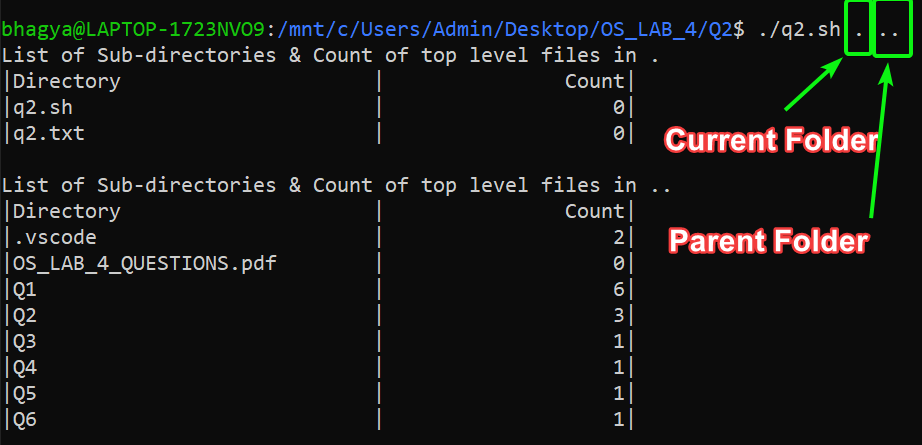 bhagya@LAPTOP-1723NVO9:/mnt/c/Users/Admin/Desktop/OS_LAB_4/Q2$ ./q2.sh . ..
List of Sub-directories & Count of top level files in .
|Directory                      |               Count|
|q2.sh                          |                   0|
|q2.txt                         |                   0|
Current Folder
List of Sub-directories & Count of top level files in ..
|Directory                      |               Count|
|.vscode                        |                   2|
Parent Folder
|OS_LAB_4_QUESTIONS.pdf         |                   0|
|Q1                             |                   6|
|Q2                             |                   3|
|Q3                             |                   1|
|Q4                             |                   1|
|Q5                             |                   1|
|Q6                             |                   1|